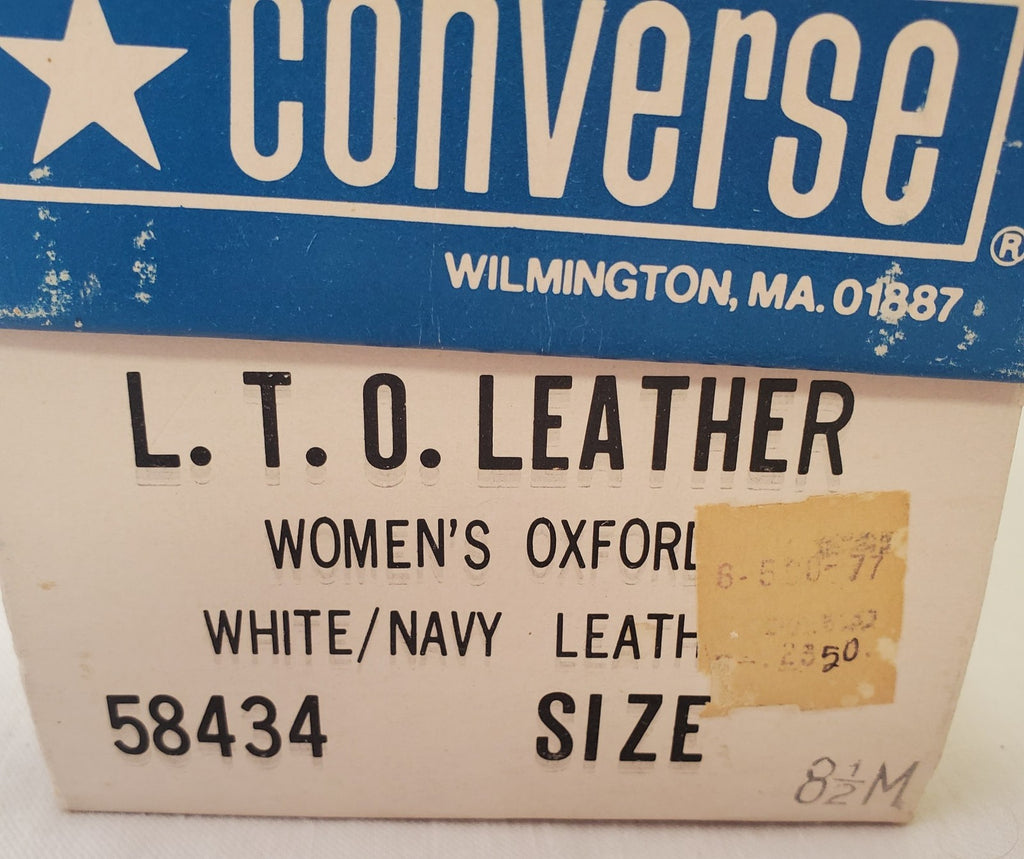 converse®
WILMINGTON, MA. 01887
L. T. O. LEATHER
WOMEN'S OXFORD
WHITE/NAVY LEATH
58434 SIZE
8½M